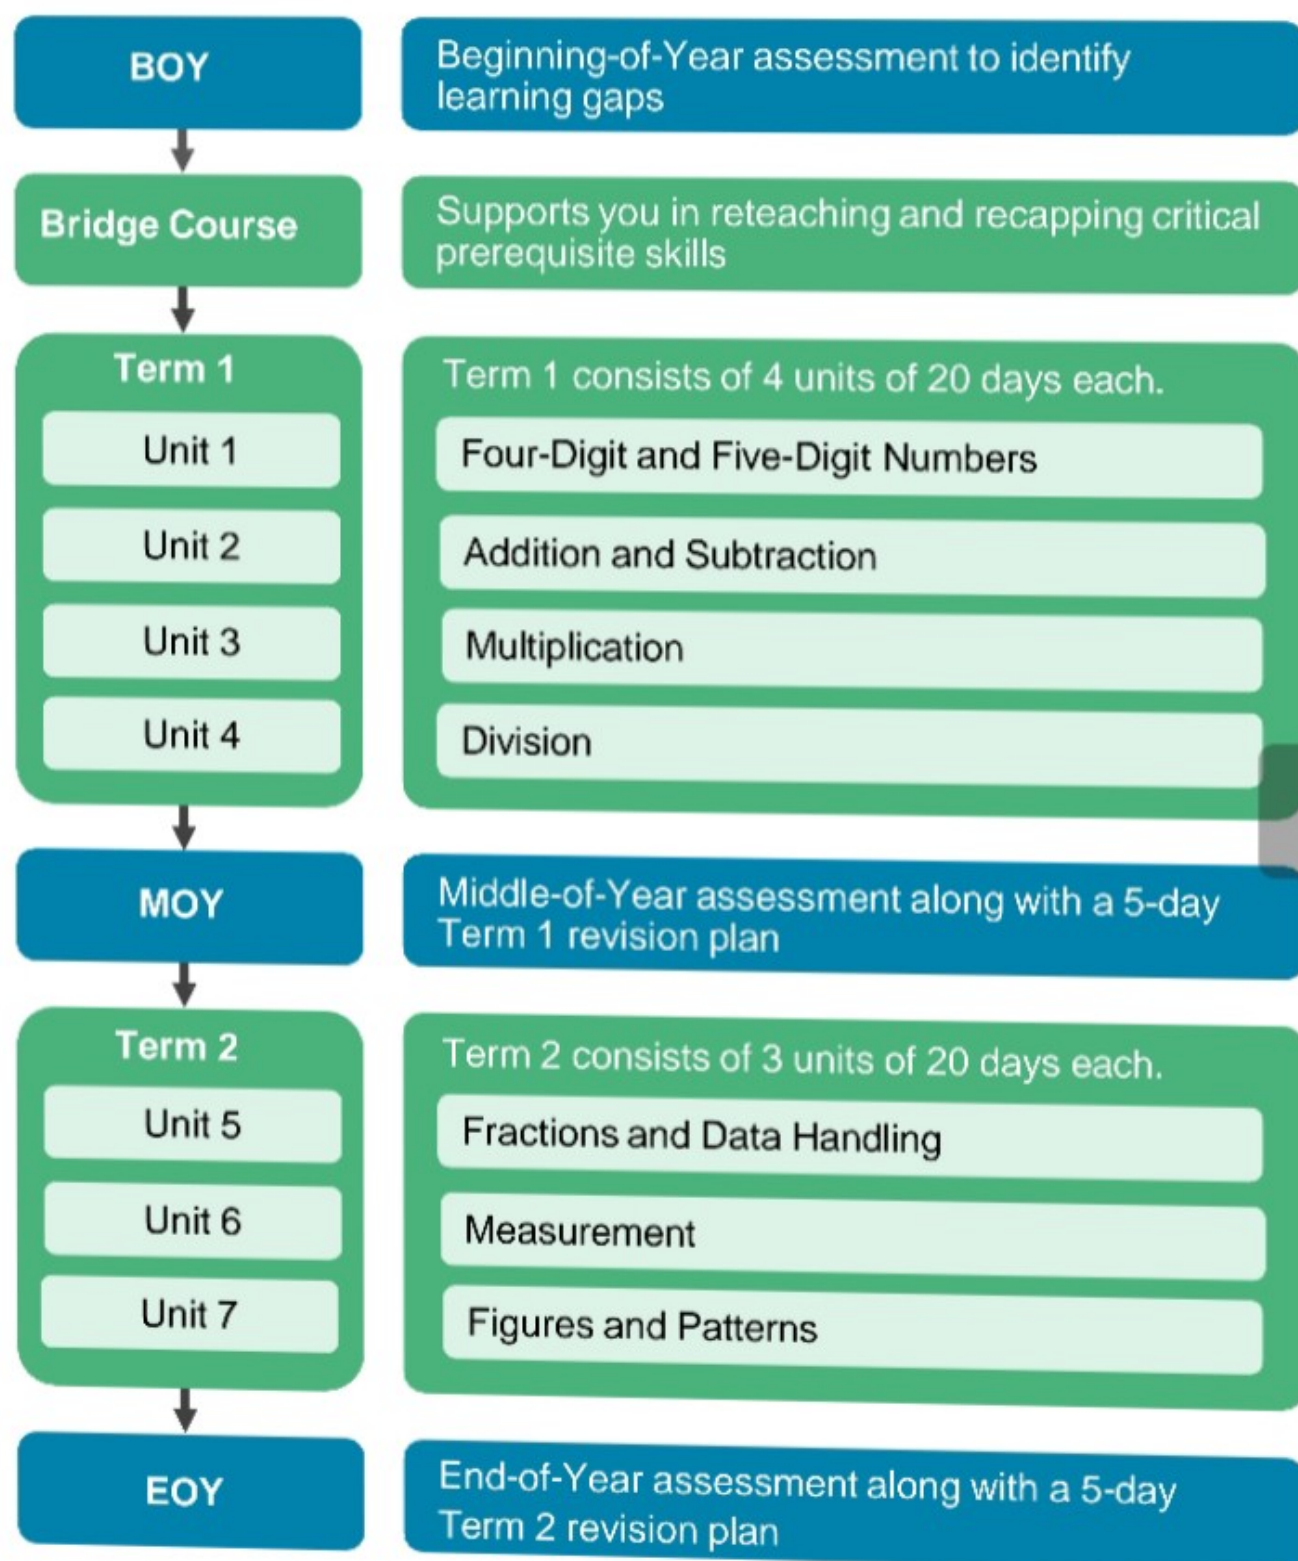 BOY
Beginning-of-Year assessment to identify
learning gaps
Bridge Course
Supports you in reteaching and recapping critical
prerequisite skills
Term 1
Term 1 consists of 4 units of 20 days each.
Unit 1
Four-Digit and Five-Digit Numbers
Unit 2
Addition and Subtraction
Unit 3
Multiplication
Unit 4
Division
MOY
Middle-of-Year assessment along with a 5-day
Term 1 revision plan
Term 2
Term 2 consists of 3 units of 20 days each.
Unit 5
Fractions and Data Handling
Unit 6
Measurement
Unit 7
Figures and Patterns
EOY
End-of-Year assessment along with a 5-day
Term 2 revision plan